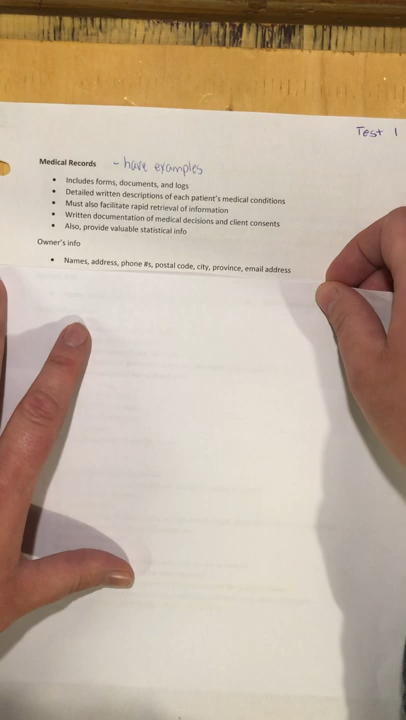 Test 1
Medical Records - have examples
• Includes forms, documents, and logs
• Detailed written descriptions of each patient's medical conditions
• Must also facilitate rapid retrieval of information
• Written documentation of medical decisions and client consents
• Also, provide valuable statistical info
Owner's info
• Names, address, phone #s, postal code, city, province, email address